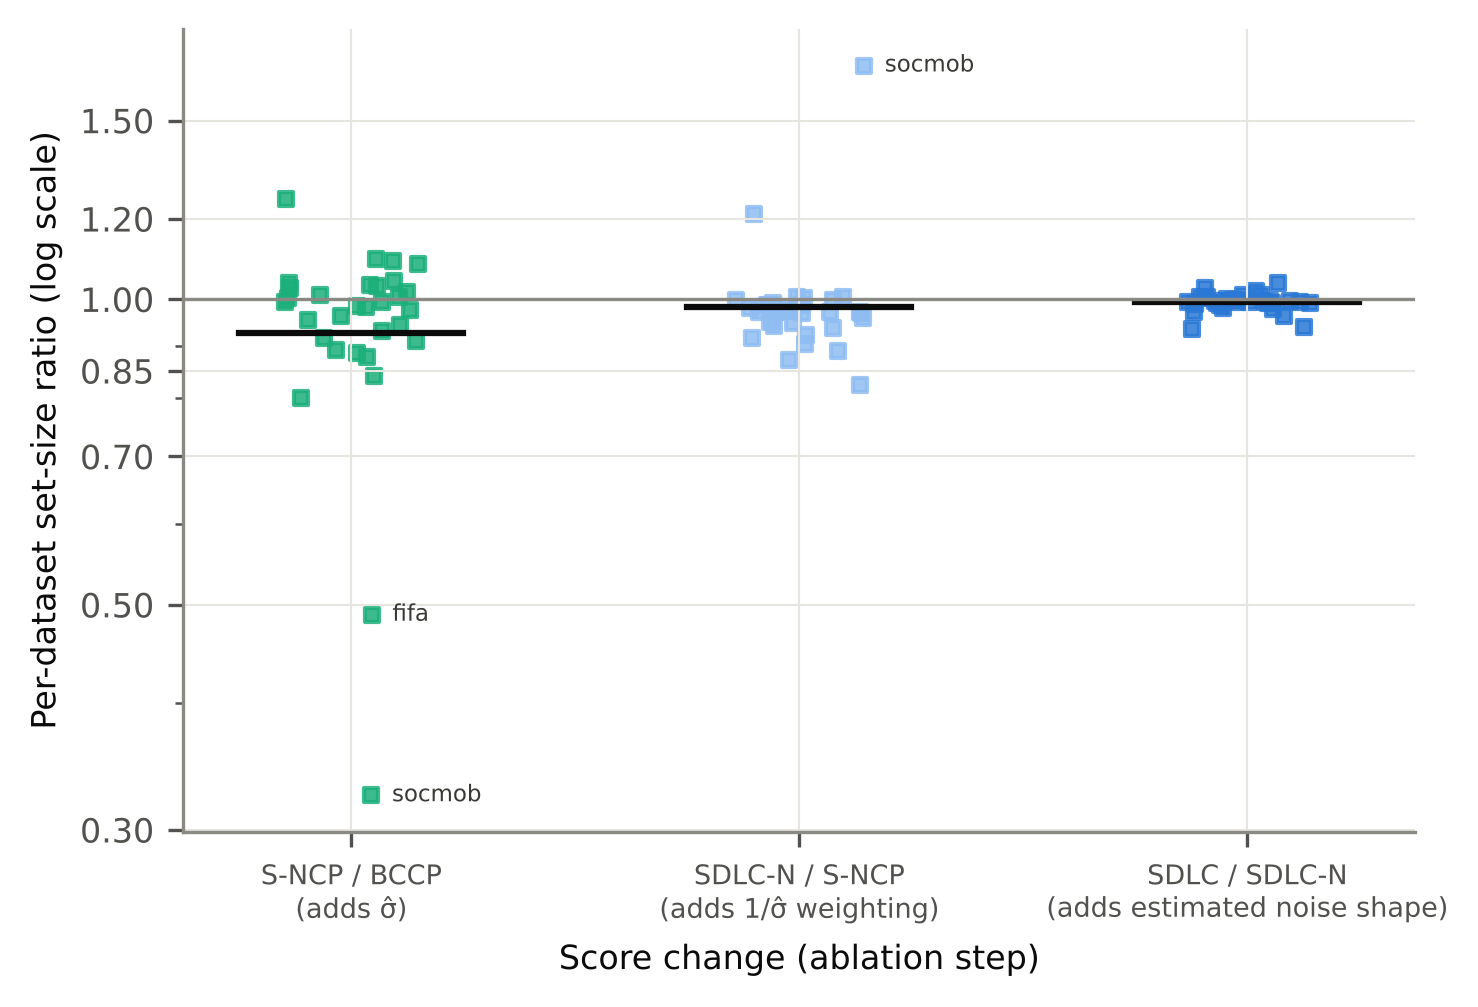 Per-dataset set-size ratio (log scale)
1.50
1.20
1.00
0.85
0.70
0.50
0.30
socmob
fifa
socmob
S-NCP / BCCP
(adds σ̂)
SDLC-N / S-NCP
(adds 1/σ̂ weighting)
SDLC / SDLC-N
(adds estimated noise shape)
Score change (ablation step)